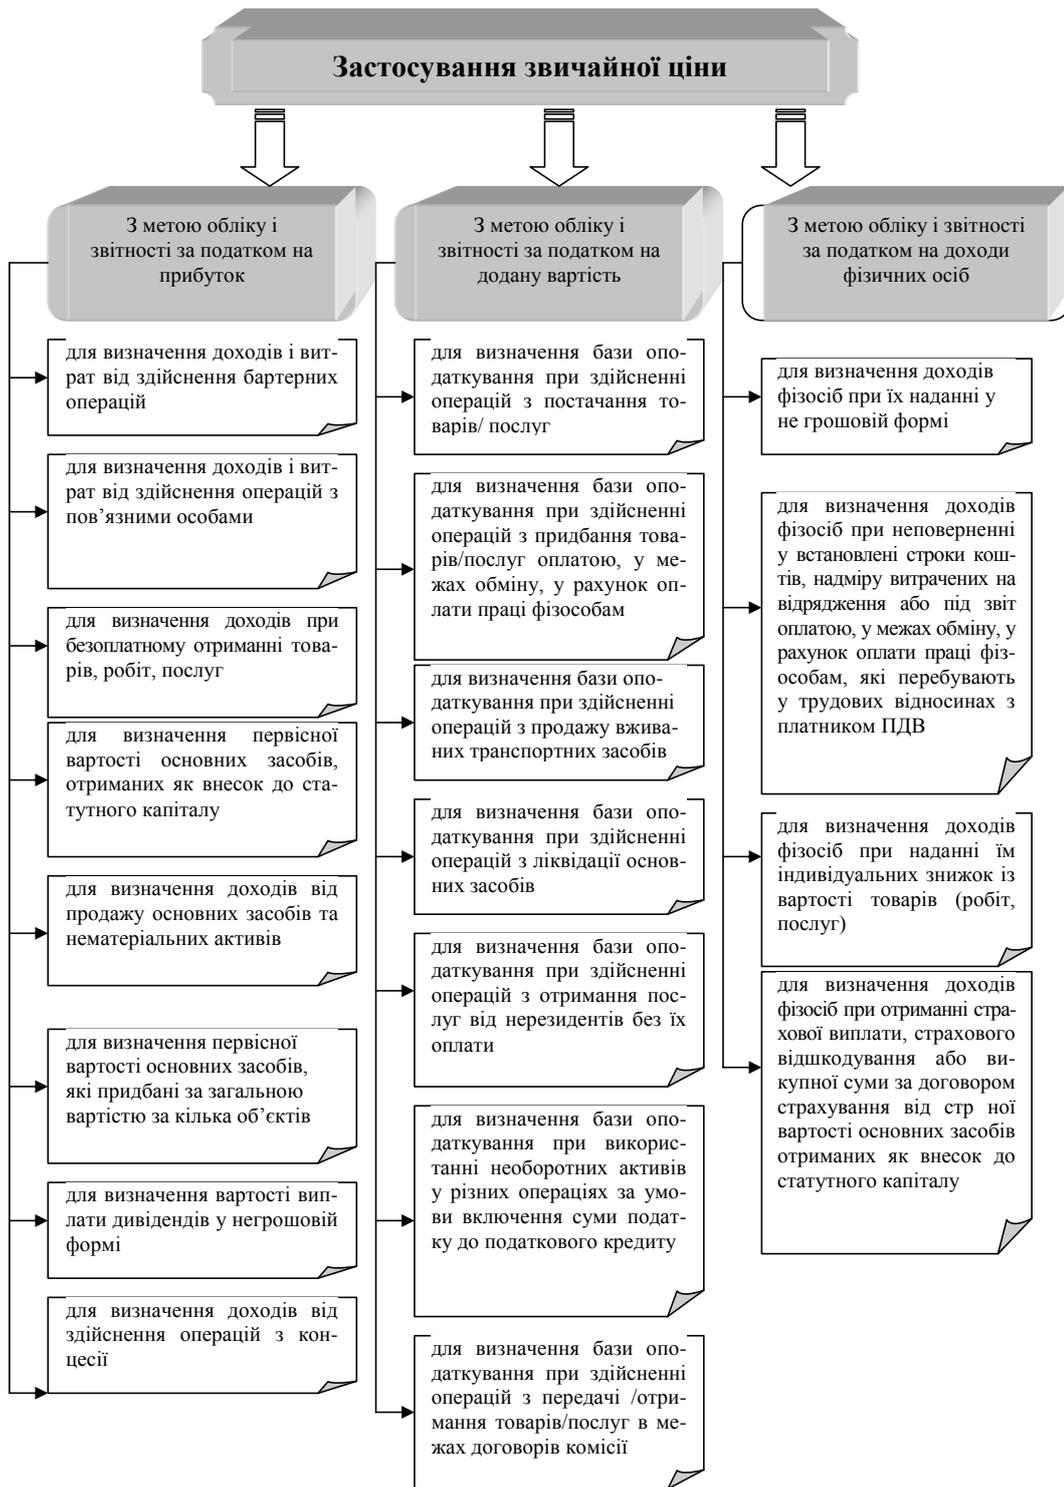 Застосування звичайної ціни
З метою обліку і
звітності за податком на
прибуток
для визначення доходів і вит-
рат від здійснення бартерних
операцій
для визначення доходів і вит-
рат від здійснення операцій з
пов’язними особами
для визначення доходів при
безоплатному отриманні това-
рів, робіт, послуг
для визначення первісної
вартості основних засобів,
отриманих як внесок до ста-
тутного капіталу
для визначення доходів від
продажу основних засобів та
нематеріальних активів
для визначення первісної
вартості основних засобів,
які придбані за загальною
вартістю за кілька об’єктів
для визначення вартості вип-
лати дивідендів у негрошовій
формі
для визначення доходів від
здійснення операцій з кон-
цесії
З метою обліку і
звітності за податком на
додану вартість
для визначення бази опо-
даткування при здійсненні
операцій з постачання то-
варів/ послуг
для визначення бази опо-
даткування при здійсненні
операцій з придбання това-
рів/послуг оплатою, у ме-
жах обміну, у рахунок оп-
лати праці фізособам
для визначення бази опо-
даткування при здійсненні
операцій з продажу вжива-
них транспортних засобів
для визначення бази опо-
даткування при здійсненні
операцій з ліквідації основ-
них засобів
для визначення бази опо-
даткування при здійсненні
операцій з отримання пос-
луг від нерезидентів без їх
оплати
для визначення бази опо-
даткування при використ-
танні необоротних активів
у різних операціях за умо-
ви включення суми подат-
ку до податкового кредиту
для визначення бази опо-
даткування при здійсненні
операцій з передачі /отри-
мання товарів/послуг в ме-
жах договорів комісії
З метою обліку і звітності
за податком на доходи
фізичних осіб
для визначення доходів
фізосіб при їх наданні у
не грошовій формі
для визначення доходів
фізосіб при неповерненні
у встановлені строки кош-
тів, надміру витрачених на
відрядження або під звіт
оплатою, у межах обміну, у
рахунок оплати праці фіз-
особам, які перебувають
у трудових відносинах з
платником ПДВ
для визначення доходів
фізосіб при наданні їм
індивідуальних знижок із
вартості товарів (робіт,
послуг)
для визначення доходів
фізосіб при отриманні стра-
хової виплати, страхового
відшкодування або ви-
купної суми за договором
страхування від стр ної
вартості основних засобів
отриманих як внесок до
статутного капіталу